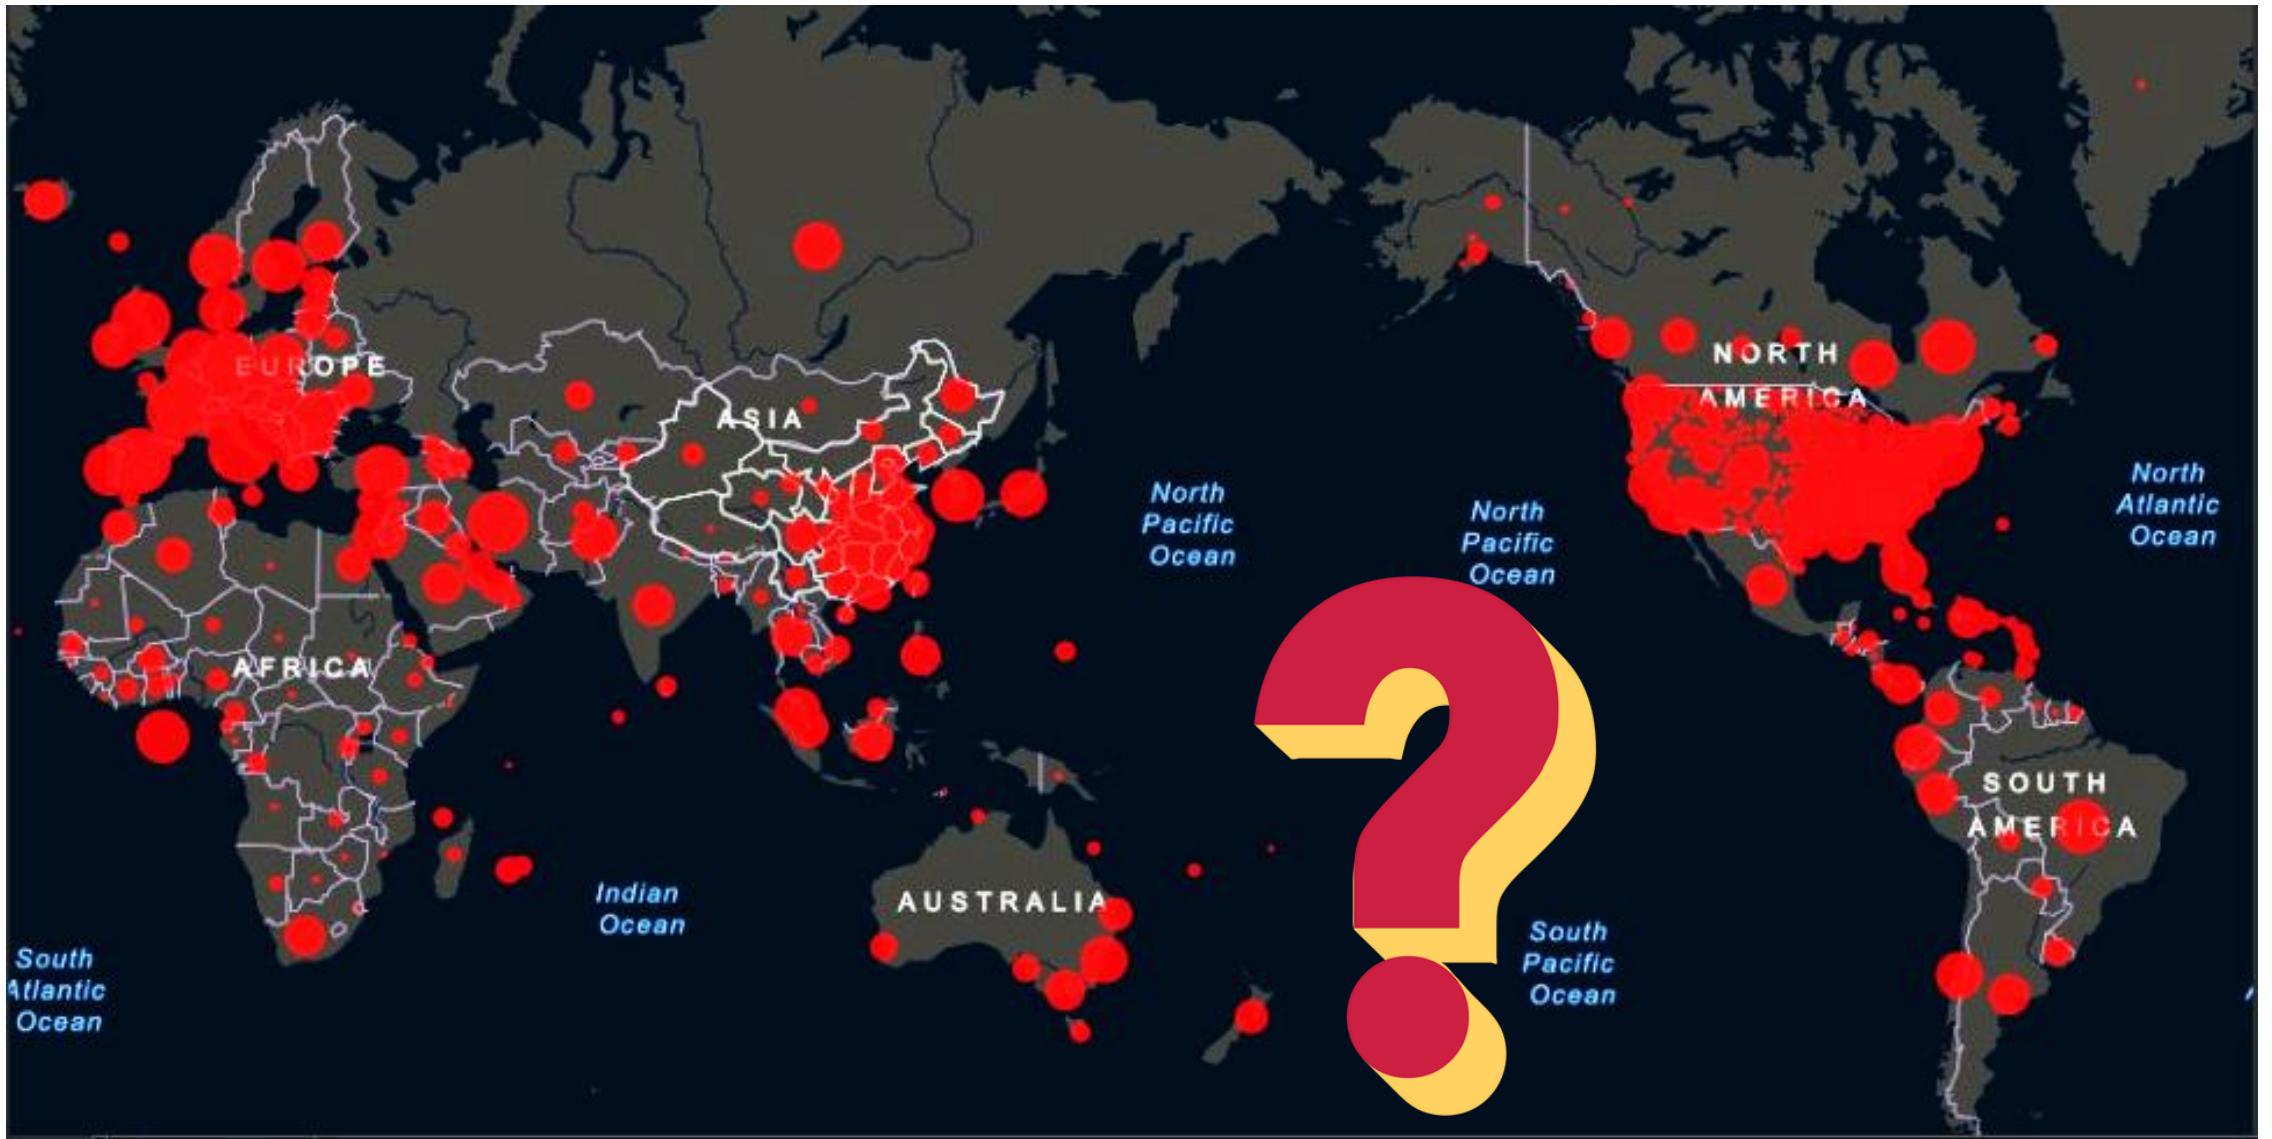 EUROPE
ASIA
NORTH
AMERICA
North
Pacific
Ocean
North
Pacific
Ocean
North
Atlantic
Ocean
AFRICA
SOUTH
AMERICA
Indian
Ocean
AUSTRALIA
South
Atlantic
Ocean
South
Pacific
Ocean
?